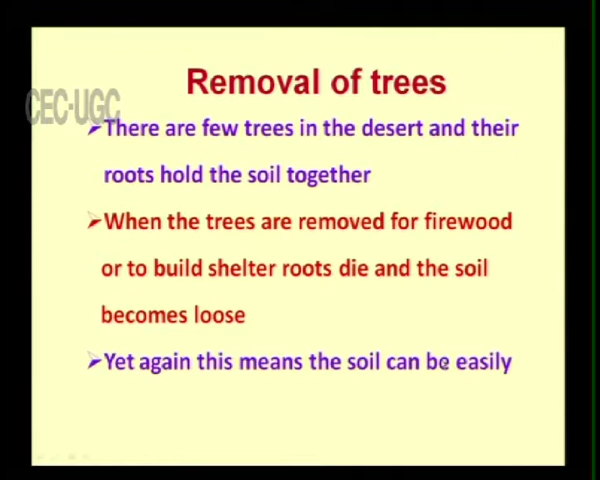 Removal of trees
CEC-UGC
➢There are few trees in the desert and their
roots hold the soil together
➢When the trees are removed for firewood
or to build shelter roots die and the soil
becomes loose
➢Yet again this means the soil can be easily